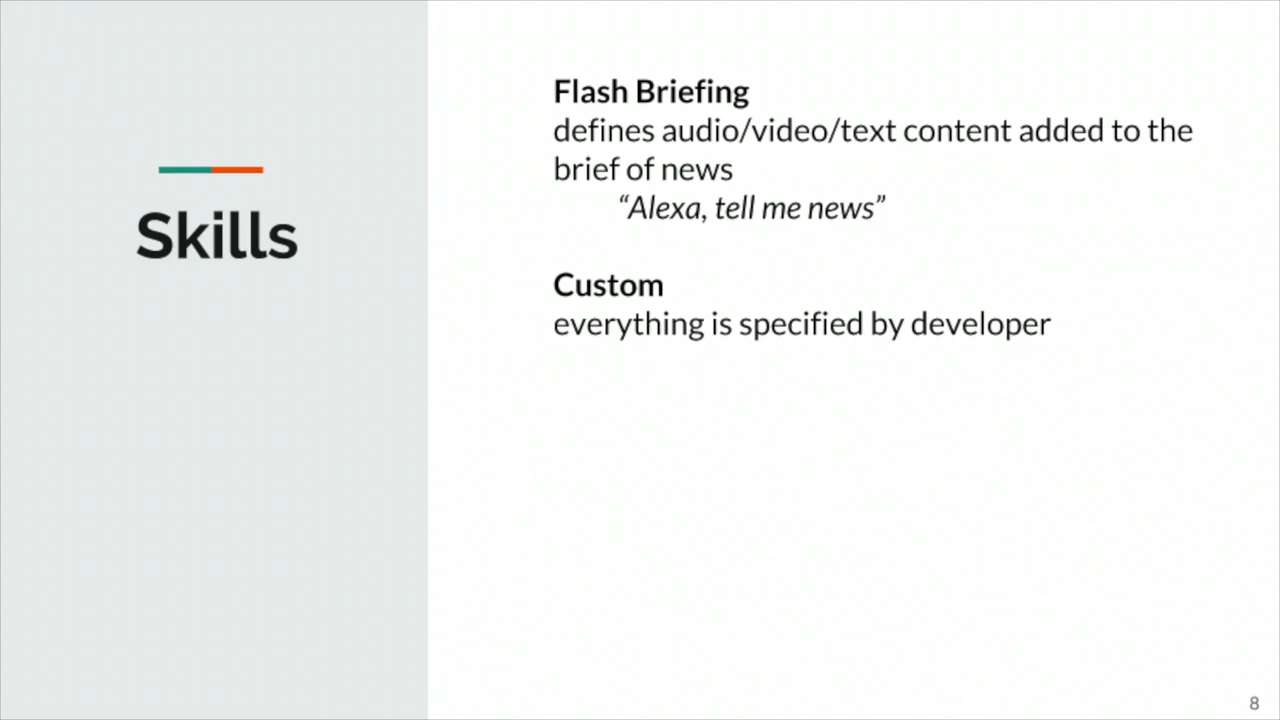 Skills
Flash Briefing
defines audio/video/text content added to the
brief of news
“Alexa, tell me news”
Custom
everything is specified by developer
8